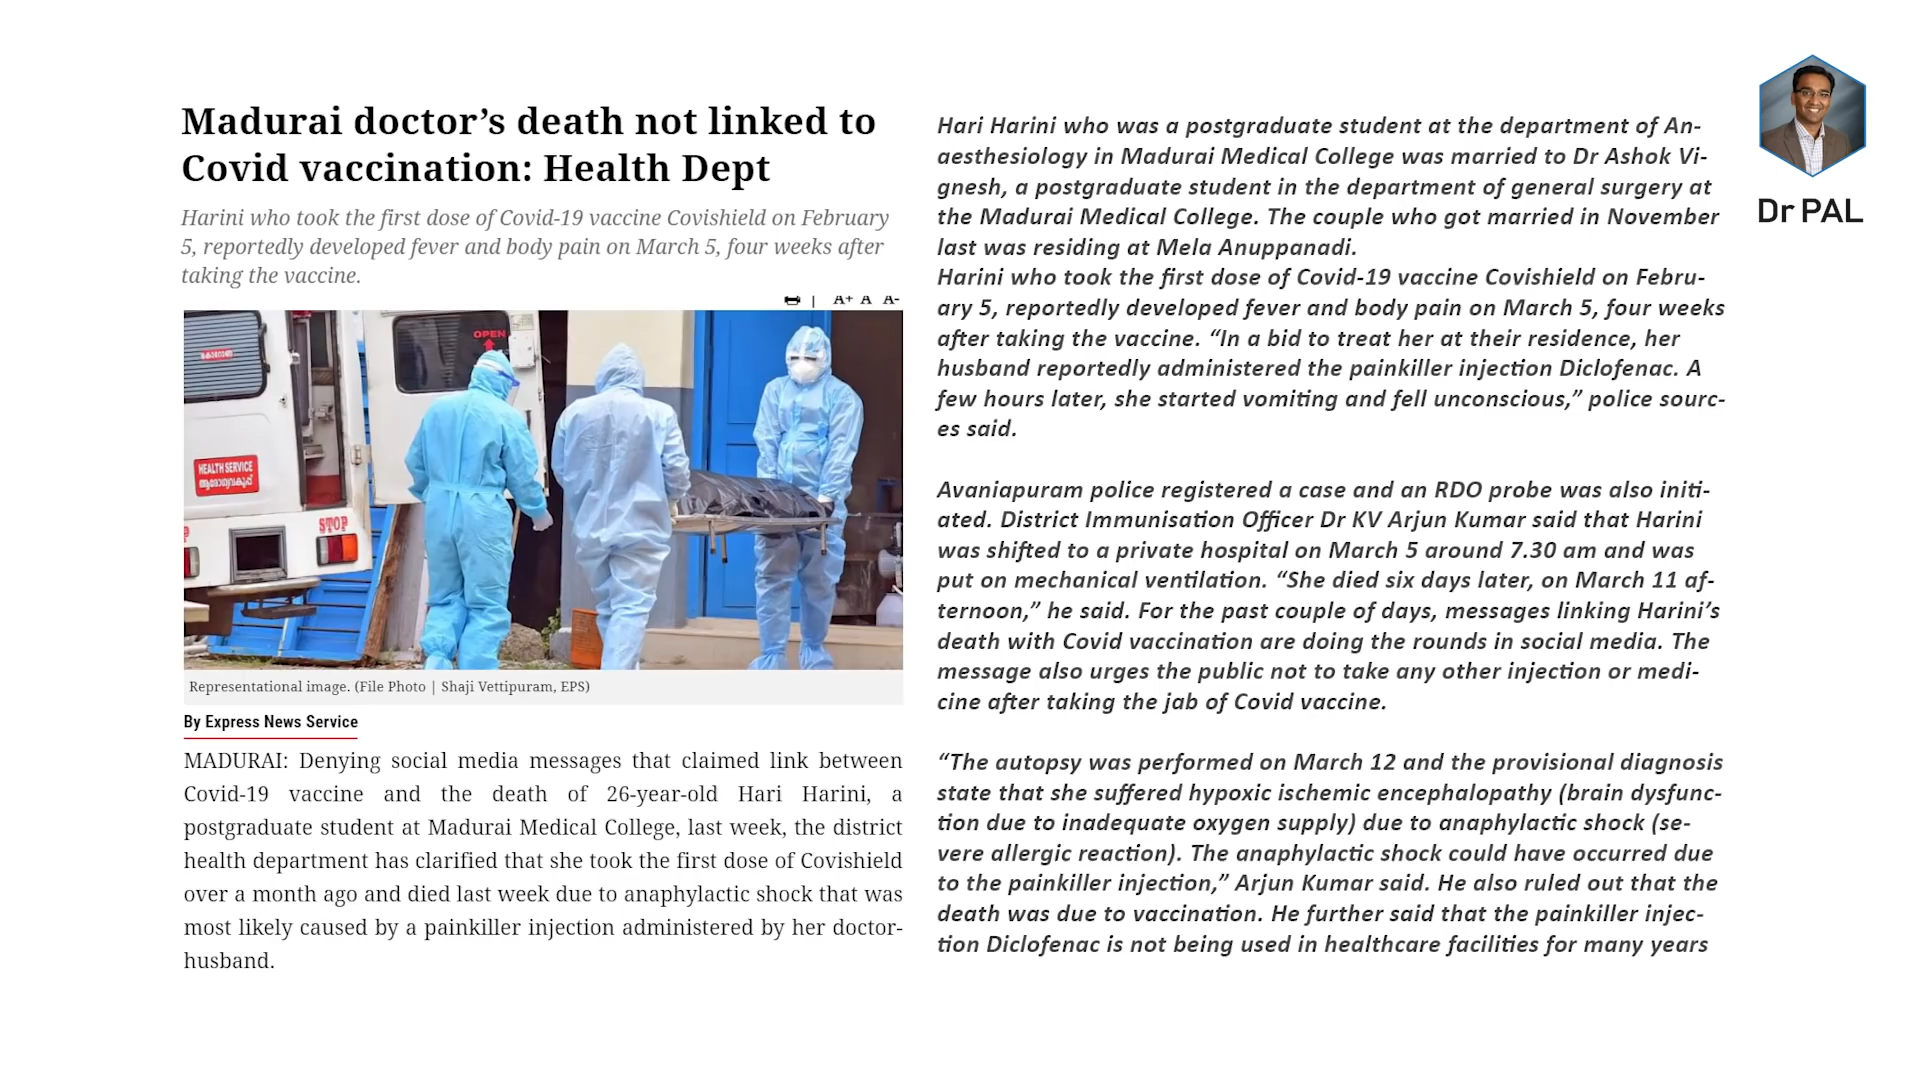 Madurai doctor’s death not linked to
Covid vaccination: Health Dept
Harini who took the first dose of Covid-19 vaccine Covishield on February
5, reportedly developed fever and body pain on March 5, four weeks after
taking the vaccine.
| A+ A A-
OPEN
കൊറോണ
HEALTH SERVICE
ആരോഗ്യവകുപ്പ്
STOP
Representational image. (File Photo | Shaji Vettipuram, EPS)
By Express News Service
MADURAI: Denying social media messages that claimed link between
Covid-19 vaccine and the death of 26-year-old Hari Harini, a
postgraduate student at Madurai Medical College, last week, the district
health department has clarified that she took the first dose of Covishield
over a month ago and died last week due to anaphylactic shock that was
most likely caused by a painkiller injection administered by her doctor-
husband.
Hari Harini who was a postgraduate student at the department of An-
aesthesiology in Madurai Medical College was married to Dr Ashok Vi-
gnesh, a postgraduate student in the department of general surgery at
the Madurai Medical College. The couple who got married in November
last was residing at Mela Anuppanadi.
Harini who took the first dose of Covid-19 vaccine Covishield on Febru-
ary 5, reportedly developed fever and body pain on March 5, four weeks
after taking the vaccine. “In a bid to treat her at their residence, her
husband reportedly administered the painkiller injection Diclofenac. A
few hours later, she started vomiting and fell unconscious,” police sourc-
es said.
Avaniapuram police registered a case and an RDO probe was also initi-
ated. District Immunisation Officer Dr KV Arjun Kumar said that Harini
was shifted to a private hospital on March 5 around 7.30 am and was
put on mechanical ventilation. “She died six days later, on March 11 af-
ternoon,” he said. For the past couple of days, messages linking Harini’s
death with Covid vaccination are doing the rounds in social media. The
message also urges the public not to take any other injection or medi-
cine after taking the jab of Covid vaccine.
“The autopsy was performed on March 12 and the provisional diagnosis
state that she suffered hypoxic ischemic encephalopathy (brain dysfunc-
tion due to inadequate oxygen supply) due to anaphylactic shock (se-
vere allergic reaction). The anaphylactic shock could have occurred due
to the painkiller injection,” Arjun Kumar said. He also ruled out that the
death was due to vaccination. He further said that the painkiller injec-
tion Diclofenac is not being used in healthcare facilities for many years
Dr PAL